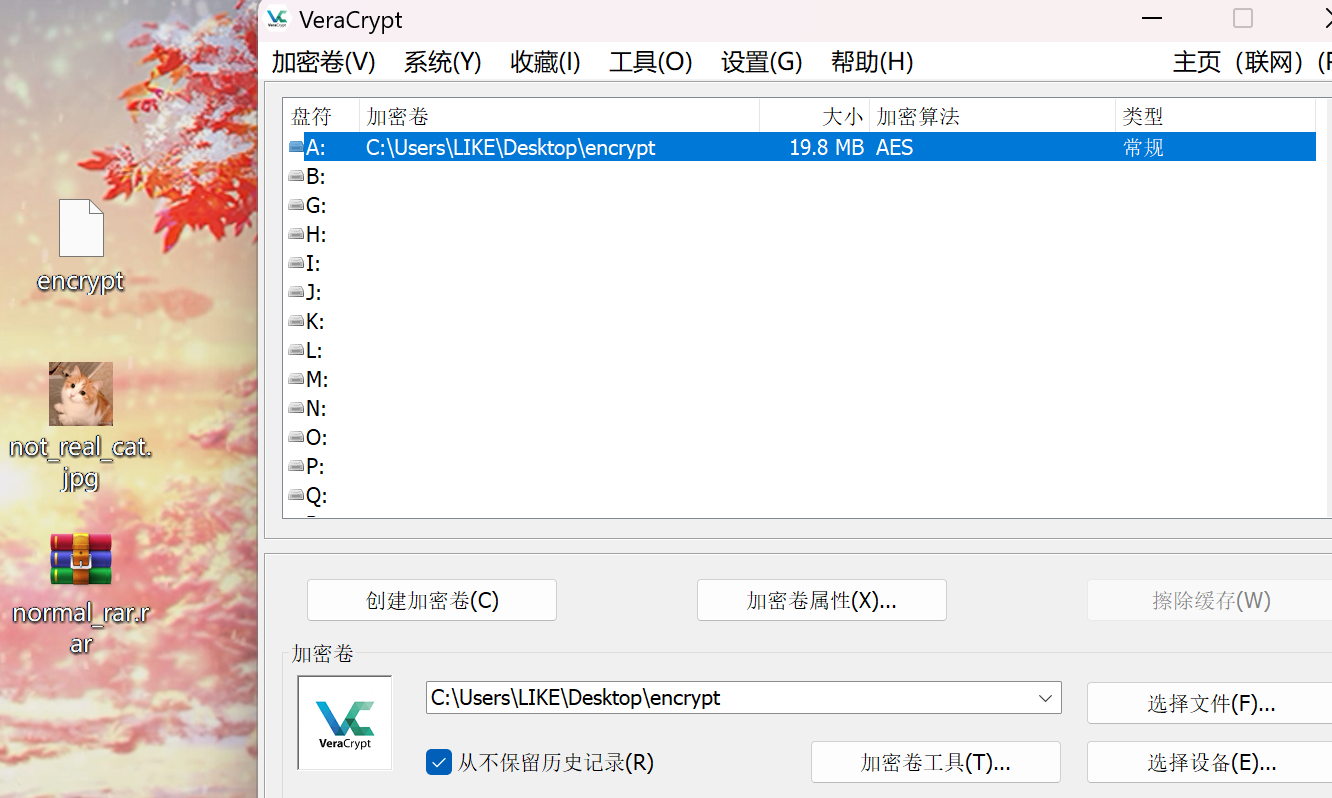 VeraCrypt
加密卷(V) 系统(Y) 收藏(I) 工具(O) 设置(G) 帮助(H) 主页（联网）
盘符 加密卷 大小 加密算法 类型
A: C:\Users\LIKE\Desktop\encrypt 19.8 MB AES 常规
B:
G:
H:
I:
J:
K:
L:
M:
N:
O:
P:
Q:
创建加密卷(C) 加密卷属性(X)... 擦除缓存(W)
加密卷
VeraCrypt
C:\Users\LIKE\Desktop\encrypt 选择文件(F)...
从不保留历史记录(R) 加密卷工具(T)... 选择设备(E)...
encrypt
not_real_cat.
jpg
normal_rar.r
ar